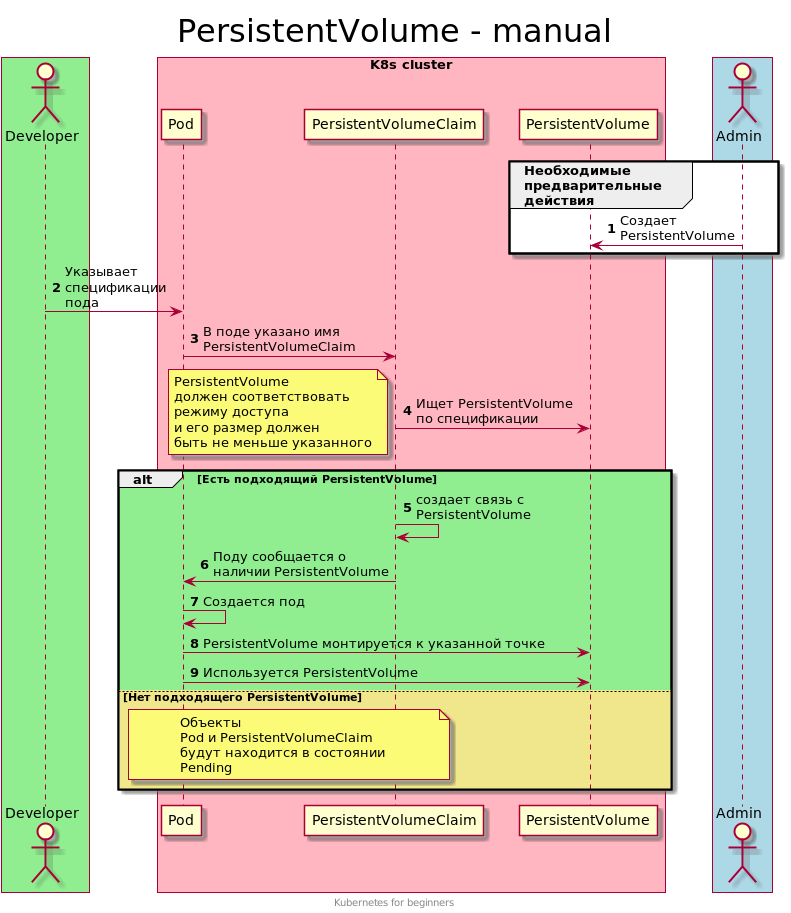 PersistentVolume - manual
K8s cluster
Developer
Pod
PersistentVolumeClaim
PersistentVolume
Admin
Необходимые
предварительные
действия
1 Создает
PersistentVolume
2 Указывает
спецификации
пода
3 В поде указано имя
PersistentVolumeClaim
PersistentVolume
должен соответствовать
режиму доступа
и его размер должен
быть не меньше указанного
4 Ищет PersistentVolume
по спецификации
alt [Есть подходящий PersistentVolume]
5 создает связь с
PersistentVolume
6 Поду сообщается о
наличии PersistentVolume
7 Создается под
8 PersistentVolume монтируется к указанной точке
9 Используется PersistentVolume
[Нет подходящего PersistentVolume]
Объекты
Pod и PersistentVolumeClaim
будут находится в состоянии
Pending
Developer
Pod
PersistentVolumeClaim
PersistentVolume
Admin
Kubernetes for beginners